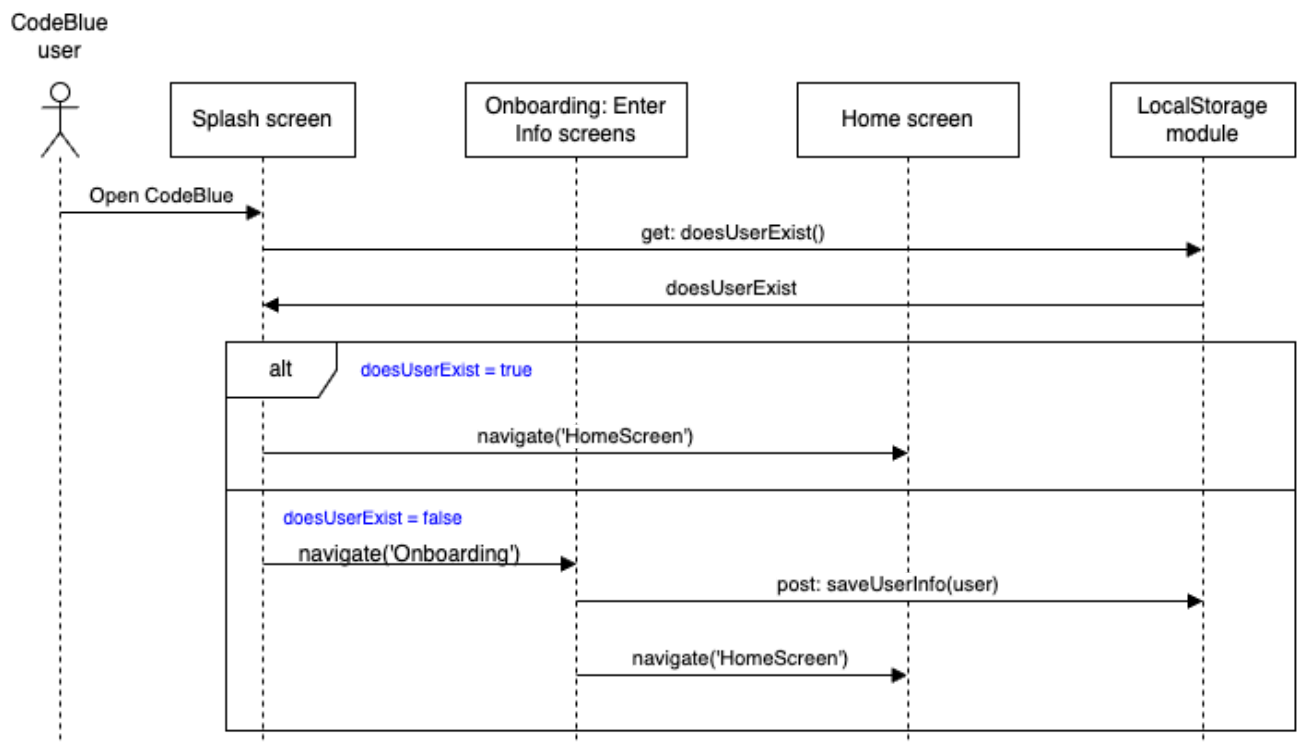 CodeBlue
user
Splash screen
Onboarding: Enter
Info screens
Home screen
LocalStorage
module
Open CodeBlue
get: doesUserExist()
doesUserExist
alt
doesUserExist = true
navigate('HomeScreen')
doesUserExist = false
navigate('Onboarding')
post: saveUserInfo(user)
navigate('HomeScreen')